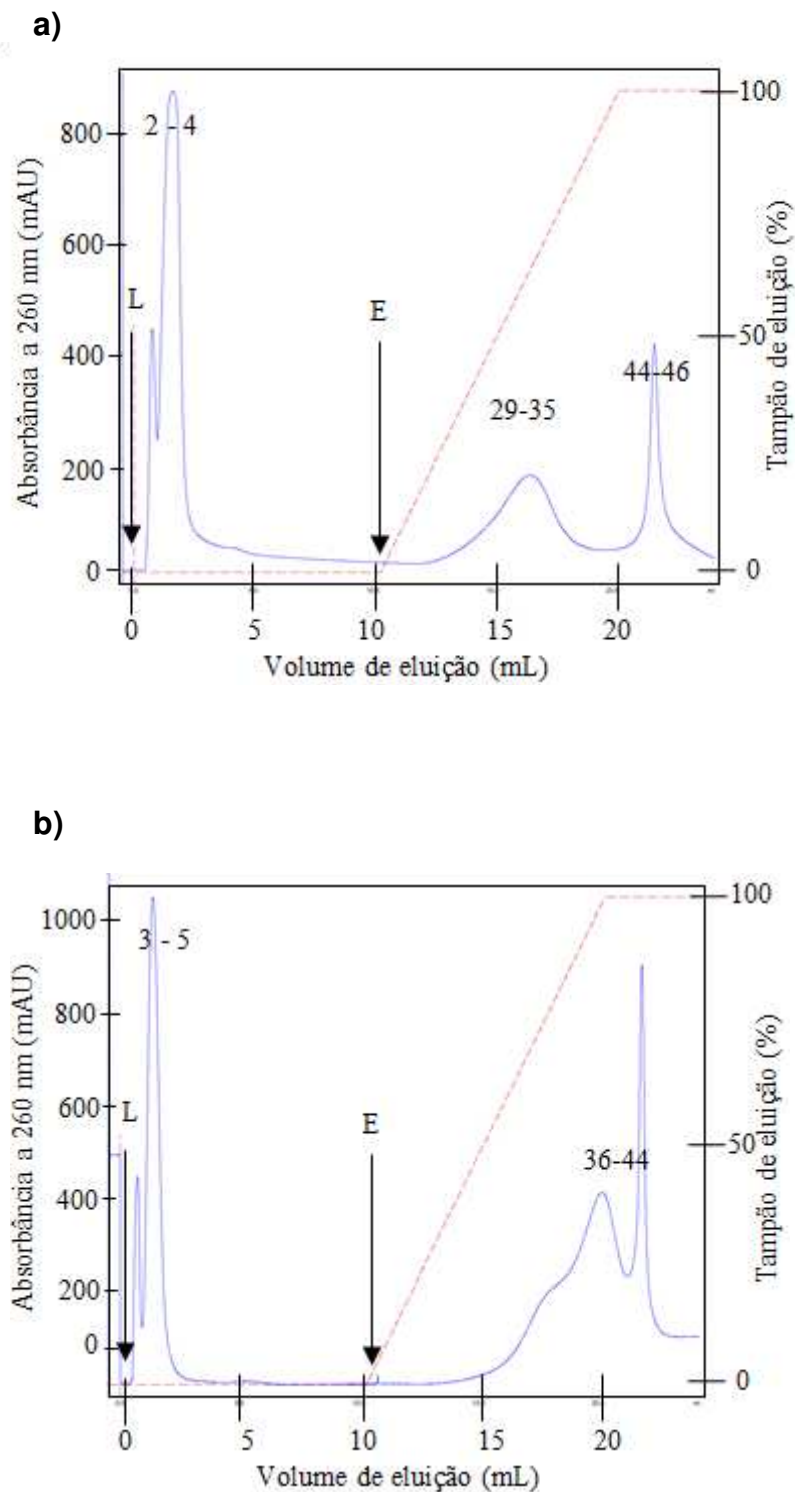 a)
Absorbância a 260 nm (mAU)
800
600
400
200
0
2 - 4
L
E
29-35
44-46
100
50
0
Tampão de eluição (%)
0 5 10 15 20
Volume de eluição (mL)
b)
Absorbância a 260 nm (mAU)
1000
800
600
400
200
0
3 - 5
L
E
36-44
100
50
0
Tampão de eluição (%)
0 5 10 15 20
Volume de eluição (mL)